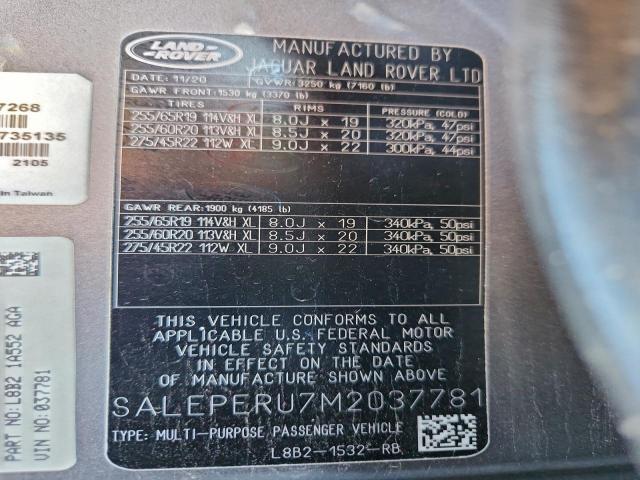 LAND
ROVER
MANUFACTURED BY
JAGUAR LAND ROVER LTD
DATE: 11/20 GVWR: 3250 kg (7160 lb)
GAWR FRONT: 1530 kg (3370 lb)
TIRES RIMS PRESSURE (COLD)
255/65R19 114V&H XL 8.0J x 19 320kPa, 47psi
255/60R20 113V&H XL 8.5J x 20 320kPa, 47psi
275/45R22 112W XL 9.0J x 22 300kPa, 44psi
GAWR REAR: 1900 kg (4185 lb)
255/65R19 114V&H XL 8.0J x 19 340kPa, 50psi
255/60R20 113V&H XL 8.5J x 20 340kPa, 50psi
275/45R22 112W XL 9.0J x 22 340kPa, 50psi
THIS VEHICLE CONFORMS TO ALL
APPLICABLE U.S. FEDERAL MOTOR
VEHICLE SAFETY STANDARDS
IN EFFECT ON THE DATE
OF MANUFACTURE SHOWN ABOVE
SALEPERU7M2037781
TYPE: MULTI-PURPOSE PASSENGER VEHICLE
L8B2-1532-RB
7268
735135
2105
in Taiwan
PART NO: L8B2 1A552 AGA
VIN NO: 037781